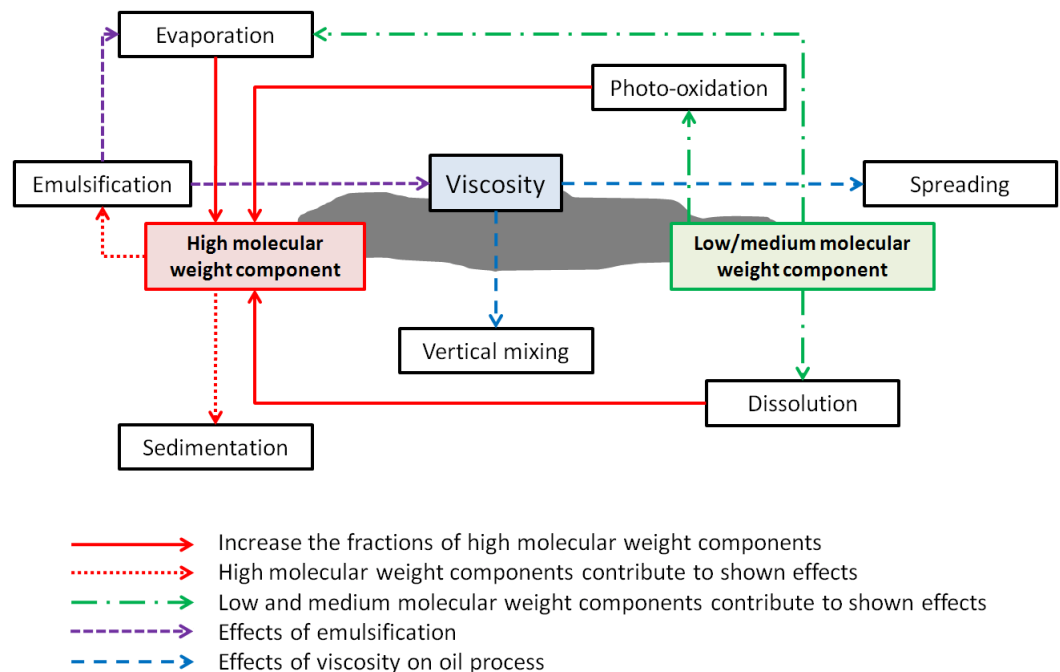 Evaporation
Photo-oxidation
Emulsification
Viscosity
Spreading
High molecular
weight component
Low/medium molecular
weight component
Vertical mixing
Dissolution
Sedimentation
Increase the fractions of high molecular weight components
High molecular weight components contribute to shown effects
Low and medium molecular weight components contribute to shown effects
Effects of emulsification
Effects of viscosity on oil process